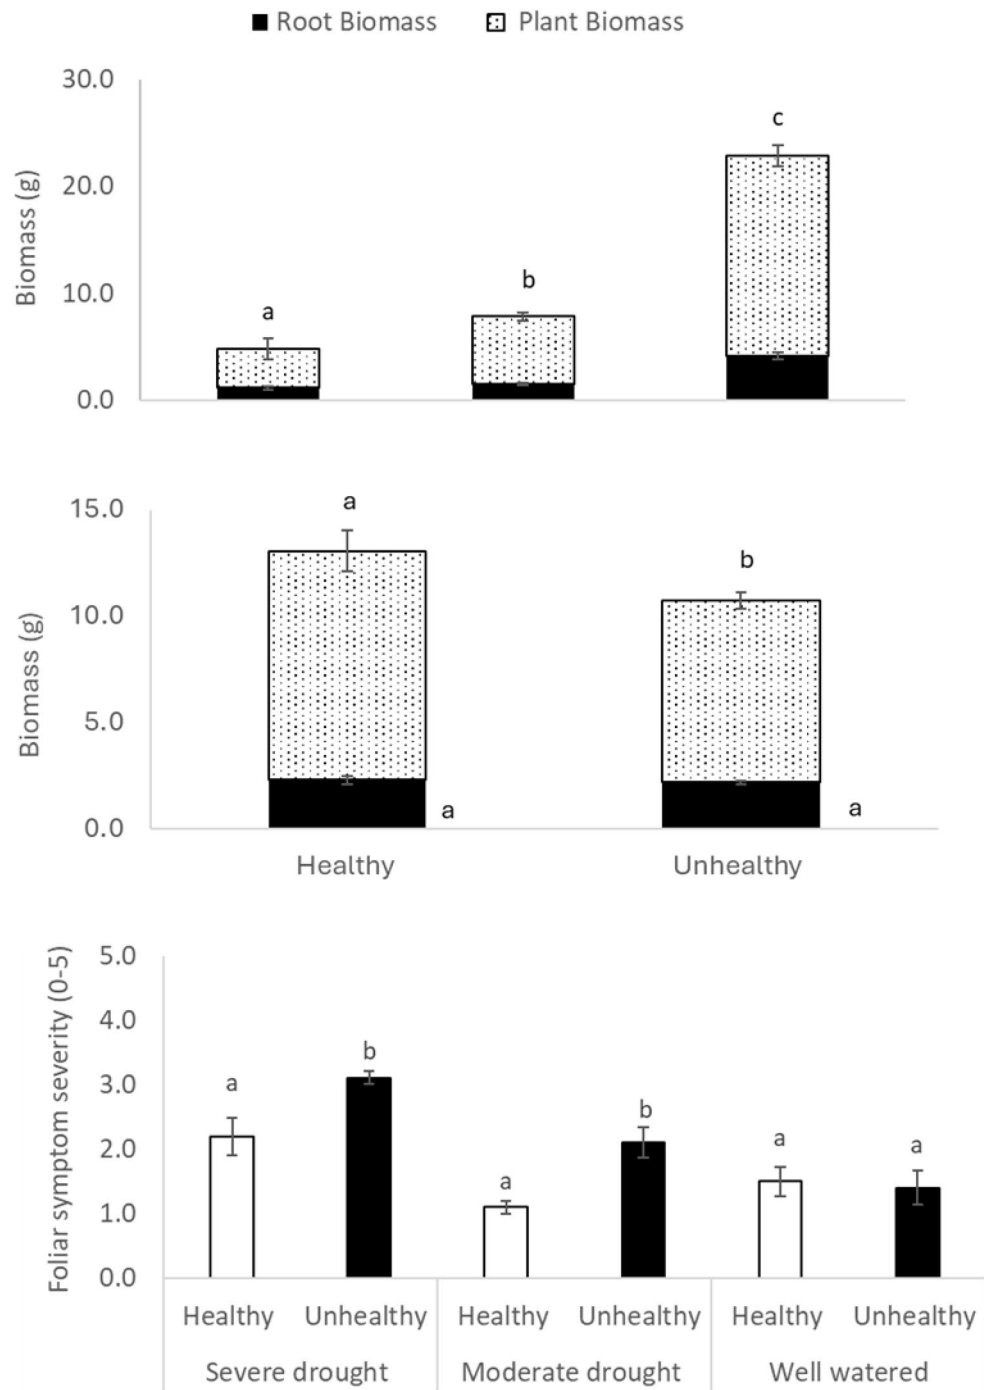 Root Biomass Plant Biomass
30.0
20.0
10.0
0.0
Biomass (g)
a
b
c
15.0
10.0
5.0
0.0
Biomass (g)
a
b
a
a
Healthy Unhealthy
5.0
4.0
3.0
2.0
1.0
0.0
Foliar symptom severity (0-5)
a
b
a
b
a
a
Healthy Unhealthy Healthy Unhealthy Healthy Unhealthy
Severe drought Moderate drought Well watered